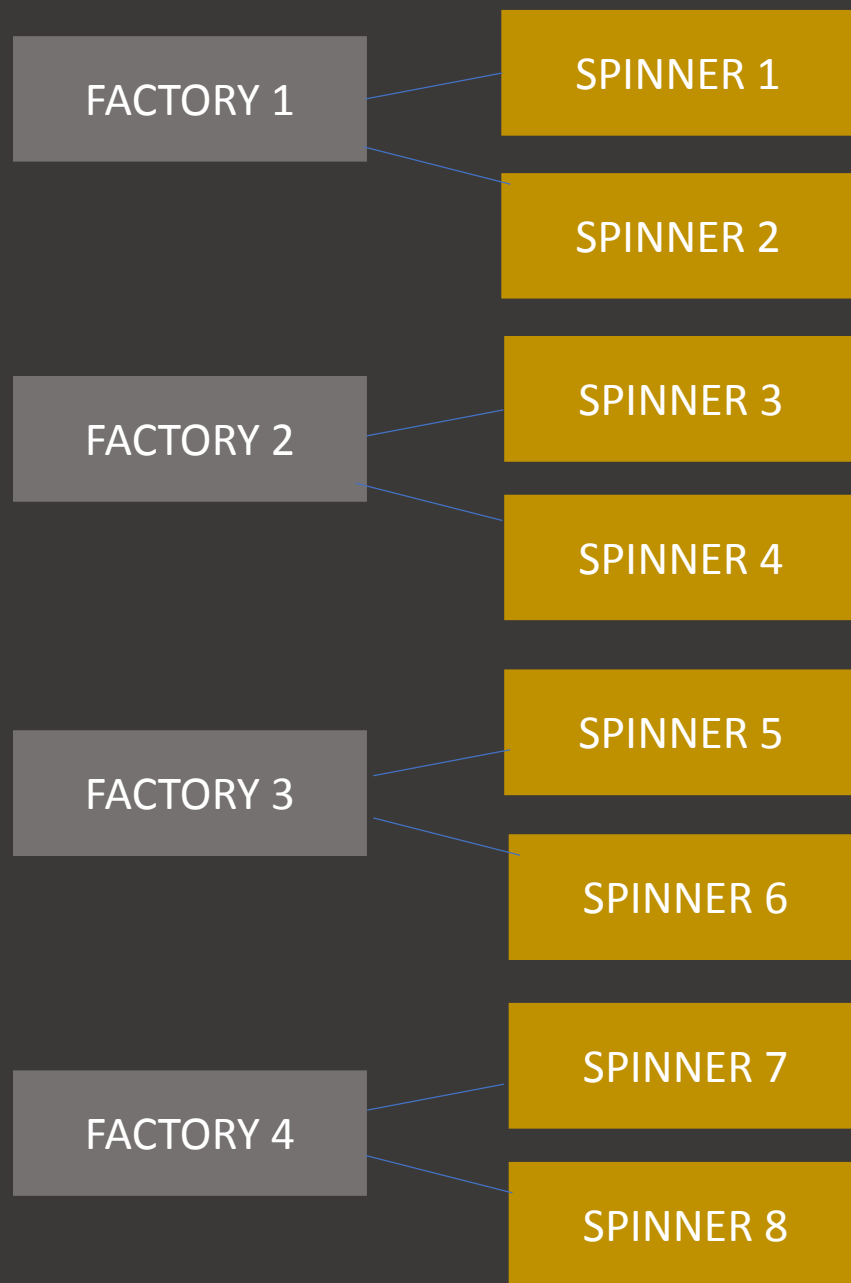 FACTORY 1
SPINNER 1
SPINNER 2
FACTORY 2
SPINNER 3
SPINNER 4
FACTORY 3
SPINNER 5
SPINNER 6
FACTORY 4
SPINNER 7
SPINNER 8